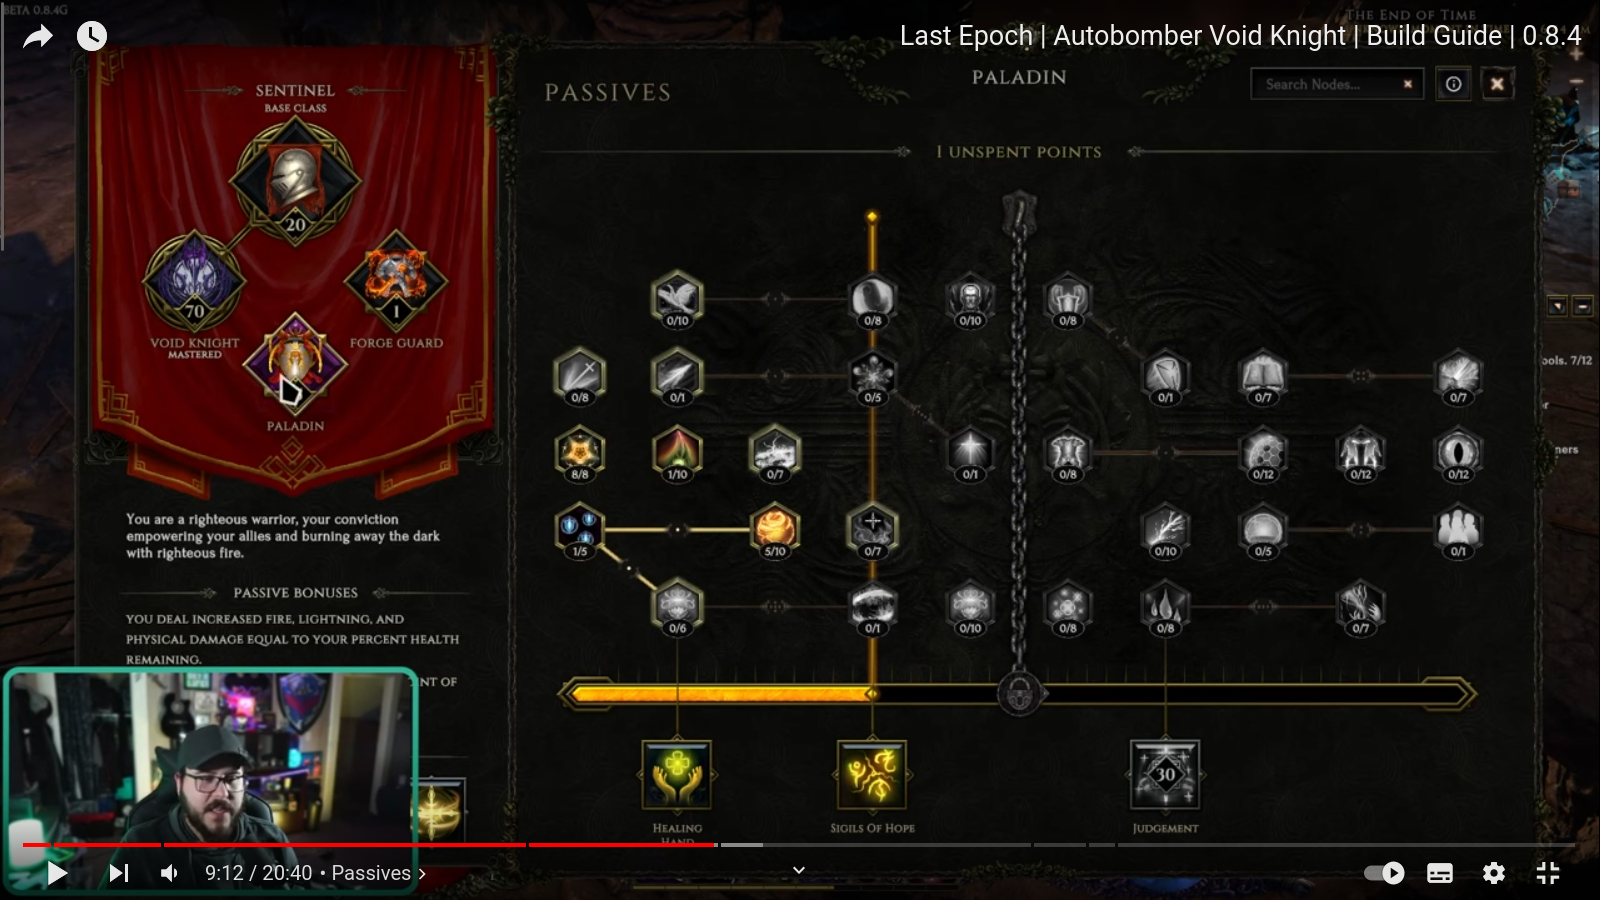 BETA 0.8.4G
THE END OF TIME
Last Epoch | Autobomber Void Knight | Build Guide | 0.8.4
SENTINEL
BASE CLASS
20
70
VOID KNIGHT
MASTERED
1
FORGE GUARD
PALADIN
You are a righteous warrior, your conviction
empowering your allies and burning away the dark
with righteous fire.
PASSIVE BONUSES
YOU DEAL INCREASED FIRE, LIGHTNING, AND
PHYSICAL DAMAGE EQUAL TO YOUR PERCENT HEALTH
REMAINING.
NT OF
PASSIVES
PALADIN
Search Nodes...
1 UNSPENT POINTS
0/10 0/8 0/10 0/8
0/8 0/1 0/5 0/1 0/7 0/7
8/8 1/10 0/7 0/1 0/8 0/12 0/12 0/12
1/5 5/10 0/7 0/10 0/5 0/1
0/6 0/1 0/10 0/8 0/8 0/7
30
HEALING
HAND
SIGILS OF HOPE
JUDGEMENT
ools. 7/12
ners
9:12 / 20:40 • Passives